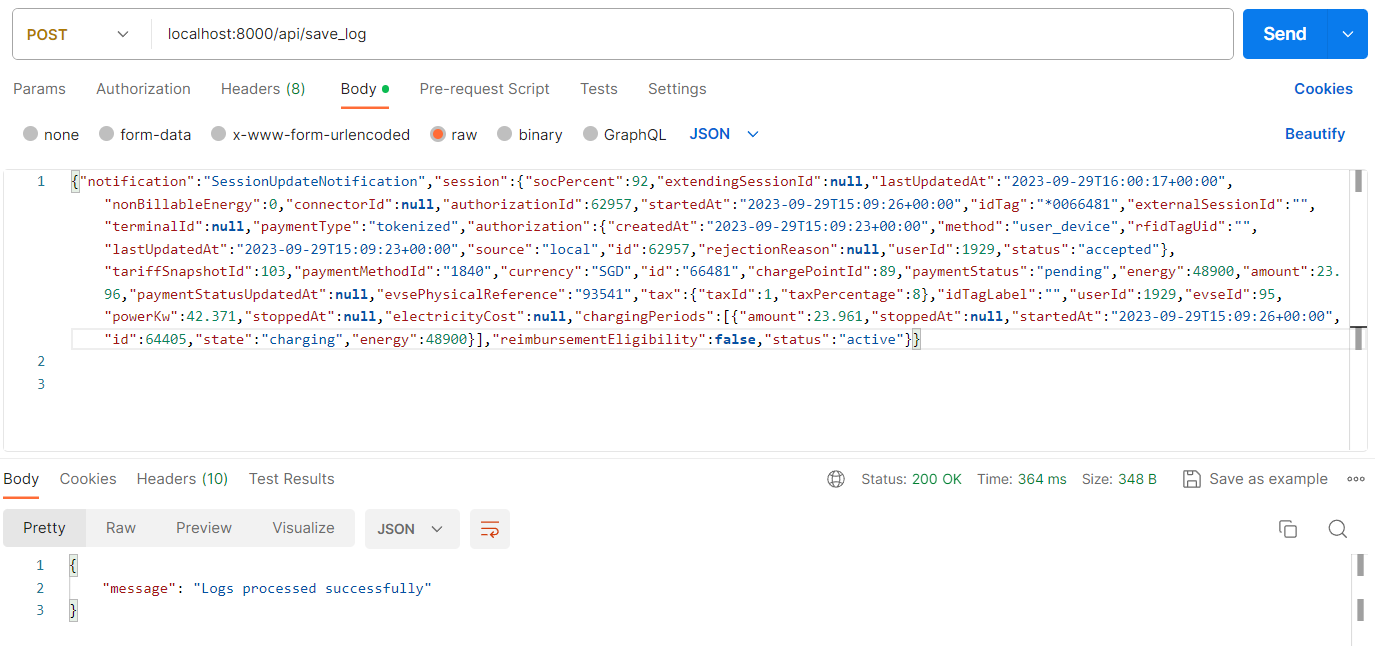 POST localhost:8000/api/save_log Send
Params Authorization Headers (8) Body Pre-request Script Tests Settings Cookies
none form-data x-www-form-urlencoded raw binary GraphQL JSON Beautify
1 {"notification":"SessionUpdateNotification","session":{"socPercent":92,"extendingSessionId":null,"lastUpdatedAt":"2023-09-29T16:00:17+00:00",
"nonBillableEnergy":0,"connectorId":null,"authorizationId":62957,"startedAt":"2023-09-29T15:09:26+00:00","idTag":"*0066481","externalSessionId":"",
"terminalId":null,"paymentType":"tokenized","authorization":{"createdAt":"2023-09-29T15:09:23+00:00","method":"user_device","rfidTagUid":"",
"lastUpdatedAt":"2023-09-29T15:09:23+00:00","source":"local","id":62957,"rejectionReason":null,"userId":1929,"status":"accepted"},
"tariffSnapshotId":103,"paymentMethodId":"1840","currency":"SGD","id":"66481","chargePointId":89,"paymentStatus":"pending","energy":48900,"amount":23.
96,"paymentStatusUpdatedAt":null,"evsePhysicalReference":"93541","tax":{"taxId":1,"taxPercentage":8},"idTagLabel":"","userId":1929,"evseId":95,
"powerKw":42.371,"stoppedAt":null,"electricityCost":null,"chargingPeriods":[{"amount":23.961,"stoppedAt":null,"startedAt":"2023-09-29T15:09:26+00:00",
"id":64405,"state":"charging","energy":48900}],"reimbursementEligibility":false,"status":"active"}}
2
3
Body Cookies Headers (10) Test Results Status: 200 OK Time: 364 ms Size: 348 B Save as example
Pretty Raw Preview Visualize JSON
1 {
2 "message": "Logs processed successfully"
3 }